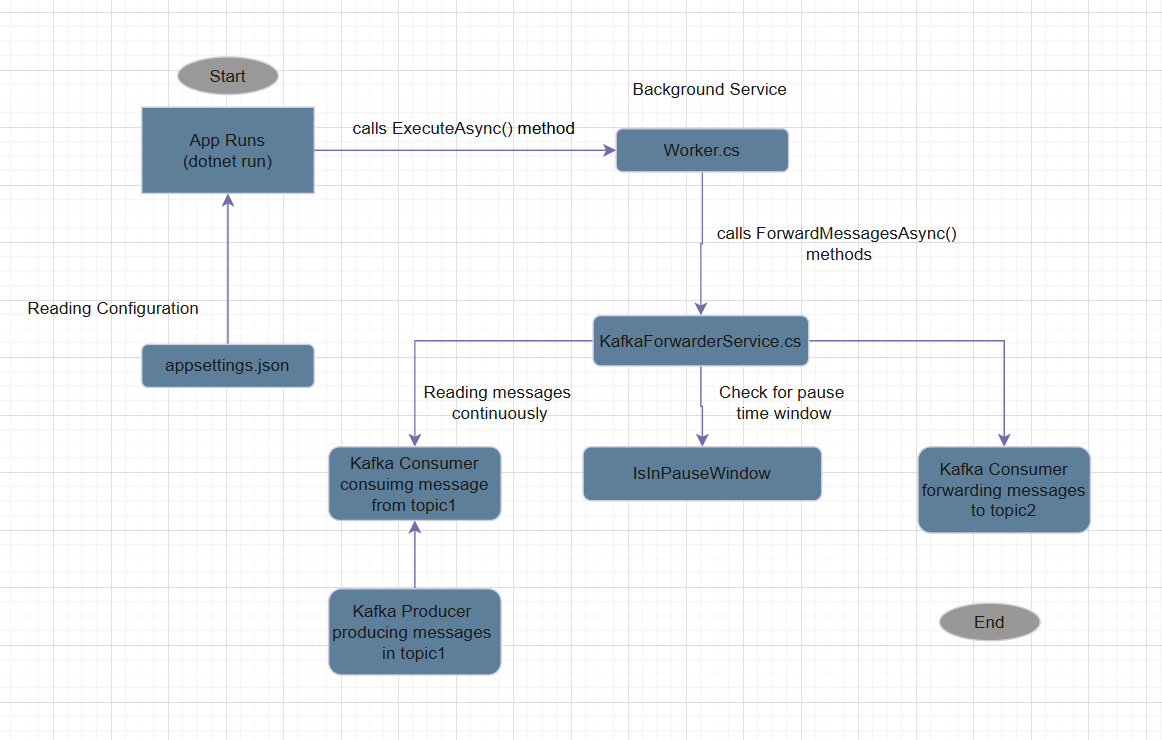 Start
Background Service
App Runs
(dotnet run)
calls ExecuteAsync() method
Worker.cs
calls ForwardMessagesAsync()
methods
Reading Configuration
appsettings.json
KafkaForwarderService.cs
Reading messages
continuously
Check for pause
time window
Kafka Consumer
consuimg message
from topic1
IsInPauseWindow
Kafka Consumer
forwarding messages
to topic2
Kafka Producer
producing messages
in topic1
End